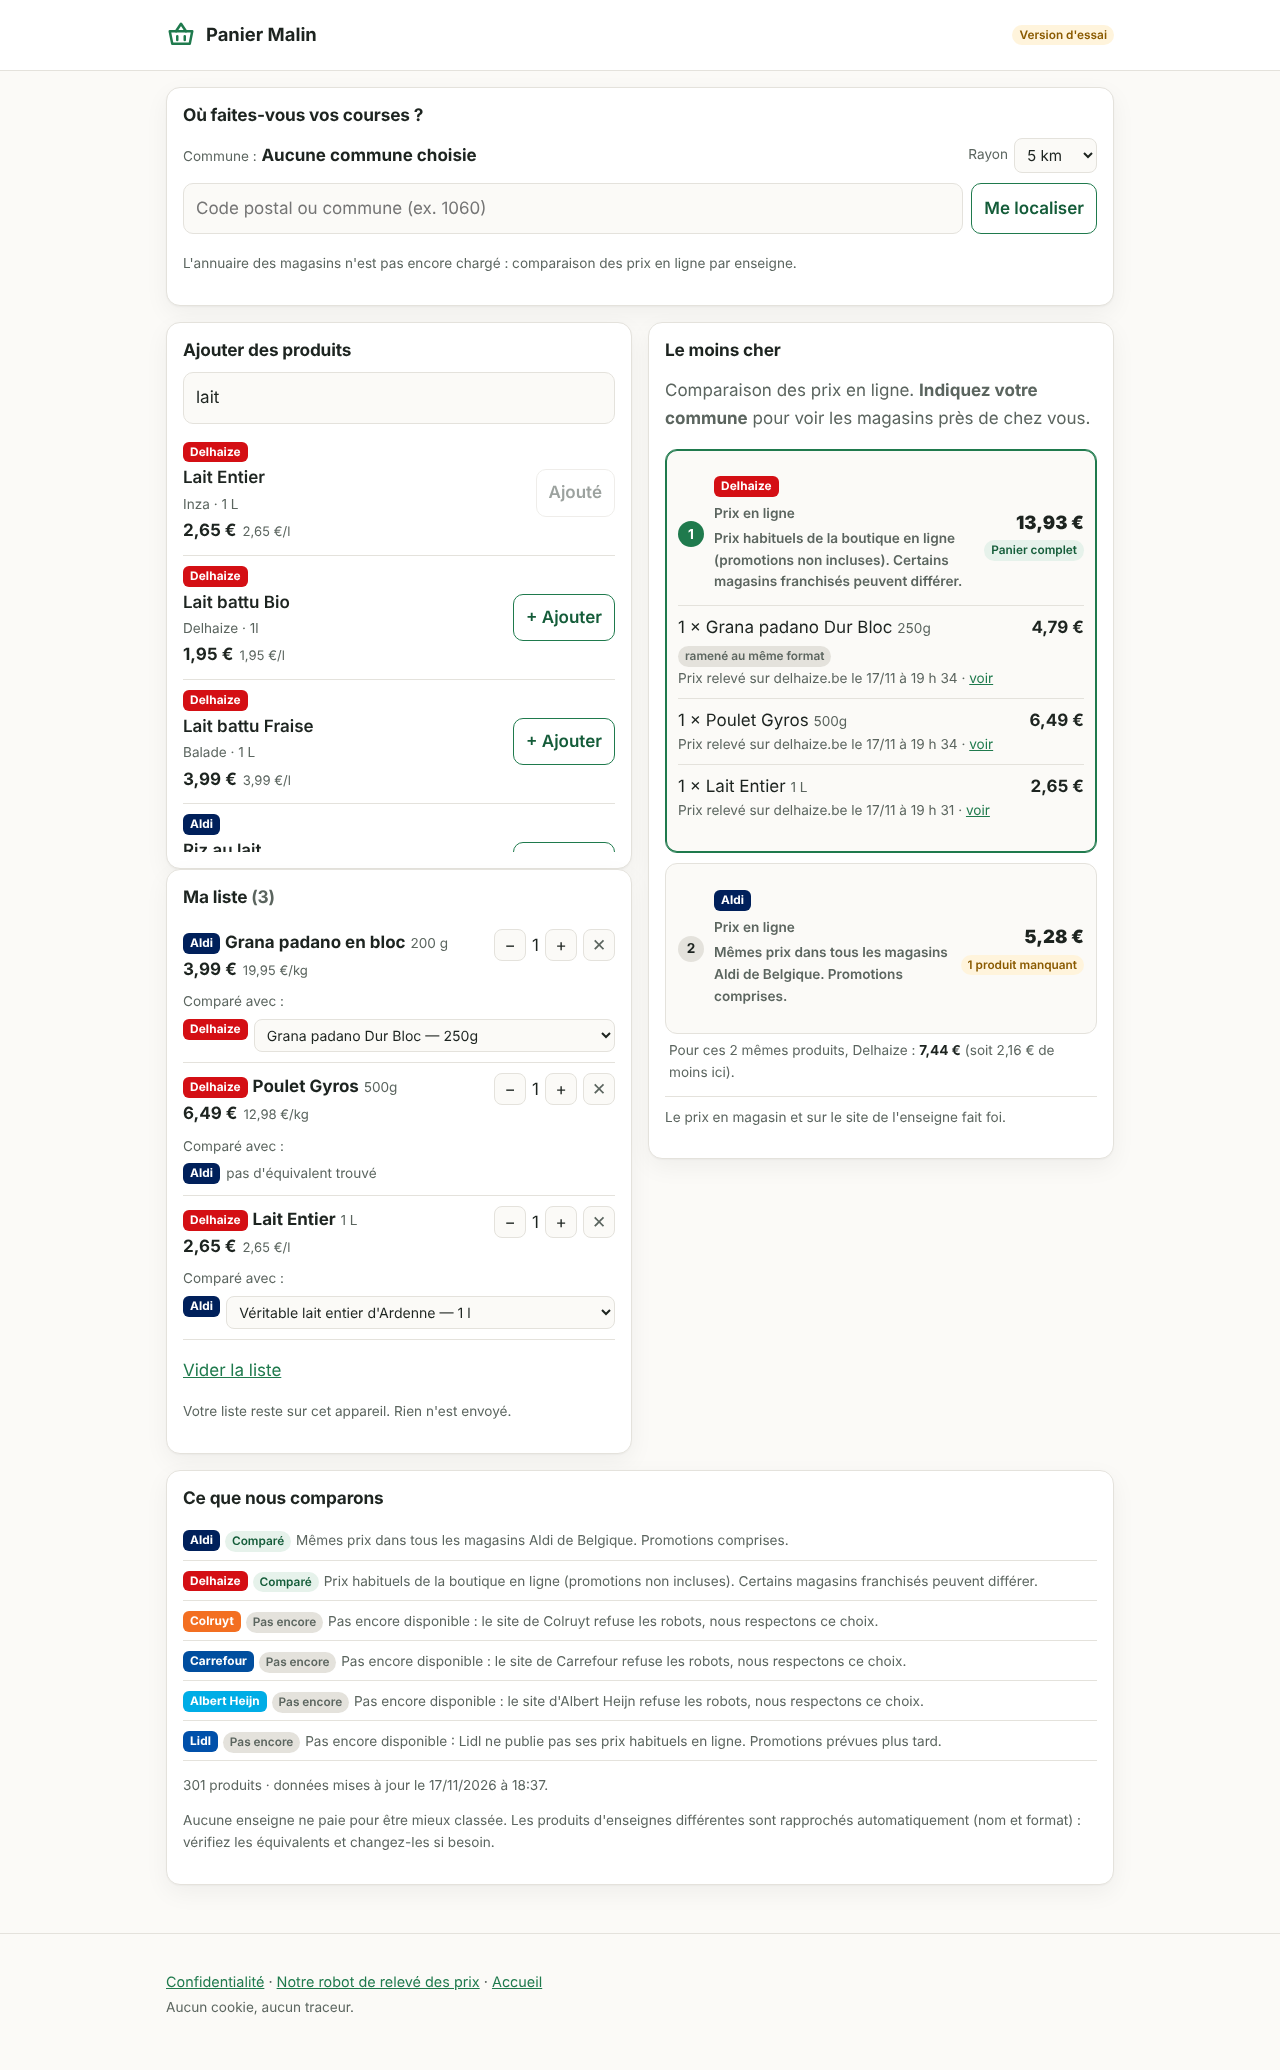 Panier Malin
Version d'essai
Où faites-vous vos courses ?
Commune : Aucune commune choisie
Rayon 5 km
Code postal ou commune (ex. 1060)
Me localiser
L'annuaire des magasins n'est pas encore chargé : comparaison des prix en ligne par enseigne.
Ajouter des produits
lait
Delhaize
Lait Entier
Inza · 1 L
2,65 € 2,65 €/l
Ajouté
Delhaize
Lait battu Bio
Delhaize · 1l
1,95 € 1,95 €/l
+ Ajouter
Delhaize
Lait battu Fraise
Balade · 1 L
3,99 € 3,99 €/l
+ Ajouter
Aldi
Riz au lait
Ma liste (3)
Aldi Grana padano en bloc 200 g
− 1 + ✕
3,99 € 19,95 €/kg
Comparé avec :
Delhaize Grana padano Dur Bloc — 250g
Delhaize Poulet Gyros 500g
− 1 + ✕
6,49 € 12,98 €/kg
Comparé avec :
Aldi pas d'équivalent trouvé
Delhaize Lait Entier 1 L
− 1 + ✕
2,65 € 2,65 €/l
Comparé avec :
Aldi Véritable lait entier d'Ardenne — 1 l
Vider la liste
Votre liste reste sur cet appareil. Rien n'est envoyé.
Le moins cher
Comparaison des prix en ligne. Indiquez votre
commune pour voir les magasins près de chez vous.
1
Delhaize
Prix en ligne
Prix habituels de la boutique en ligne
(promotions non incluses). Certains
magasins franchisés peuvent différer.
13,93 €
Panier complet
1 × Grana padano Dur Bloc 250g 4,79 €
ramené au même format
Prix relevé sur delhaize.be le 17/11 à 19 h 34 · voir
1 × Poulet Gyros 500g 6,49 €
Prix relevé sur delhaize.be le 17/11 à 19 h 34 · voir
1 × Lait Entier 1 L 2,65 €
Prix relevé sur delhaize.be le 17/11 à 19 h 31 · voir
2
Aldi
Prix en ligne
Mêmes prix dans tous les magasins
Aldi de Belgique. Promotions
comprises.
5,28 €
1 produit manquant
Pour ces 2 mêmes produits, Delhaize : 7,44 € (soit 2,16 € de
moins ici).
Le prix en magasin et sur le site de l'enseigne fait foi.
Ce que nous comparons
Aldi Comparé Mêmes prix dans tous les magasins Aldi de Belgique. Promotions comprises.
Delhaize Comparé Prix habituels de la boutique en ligne (promotions non incluses). Certains magasins franchisés peuvent différer.
Colruyt Pas encore Pas encore disponible : le site de Colruyt refuse les robots, nous respectons ce choix.
Carrefour Pas encore Pas encore disponible : le site de Carrefour refuse les robots, nous respectons ce choix.
Albert Heijn Pas encore Pas encore disponible : le site d'Albert Heijn refuse les robots, nous respectons ce choix.
Lidl Pas encore Pas encore disponible : Lidl ne publie pas ses prix habituels en ligne. Promotions prévues plus tard.
301 produits · données mises à jour le 17/11/2026 à 18:37.
Aucune enseigne ne paie pour être mieux classée. Les produits d'enseignes différentes sont rapprochés automatiquement (nom et format) :
vérifiez les équivalents et changez-les si besoin.
Confidentialité · Notre robot de relevé des prix · Accueil
Aucun cookie, aucun traceur.